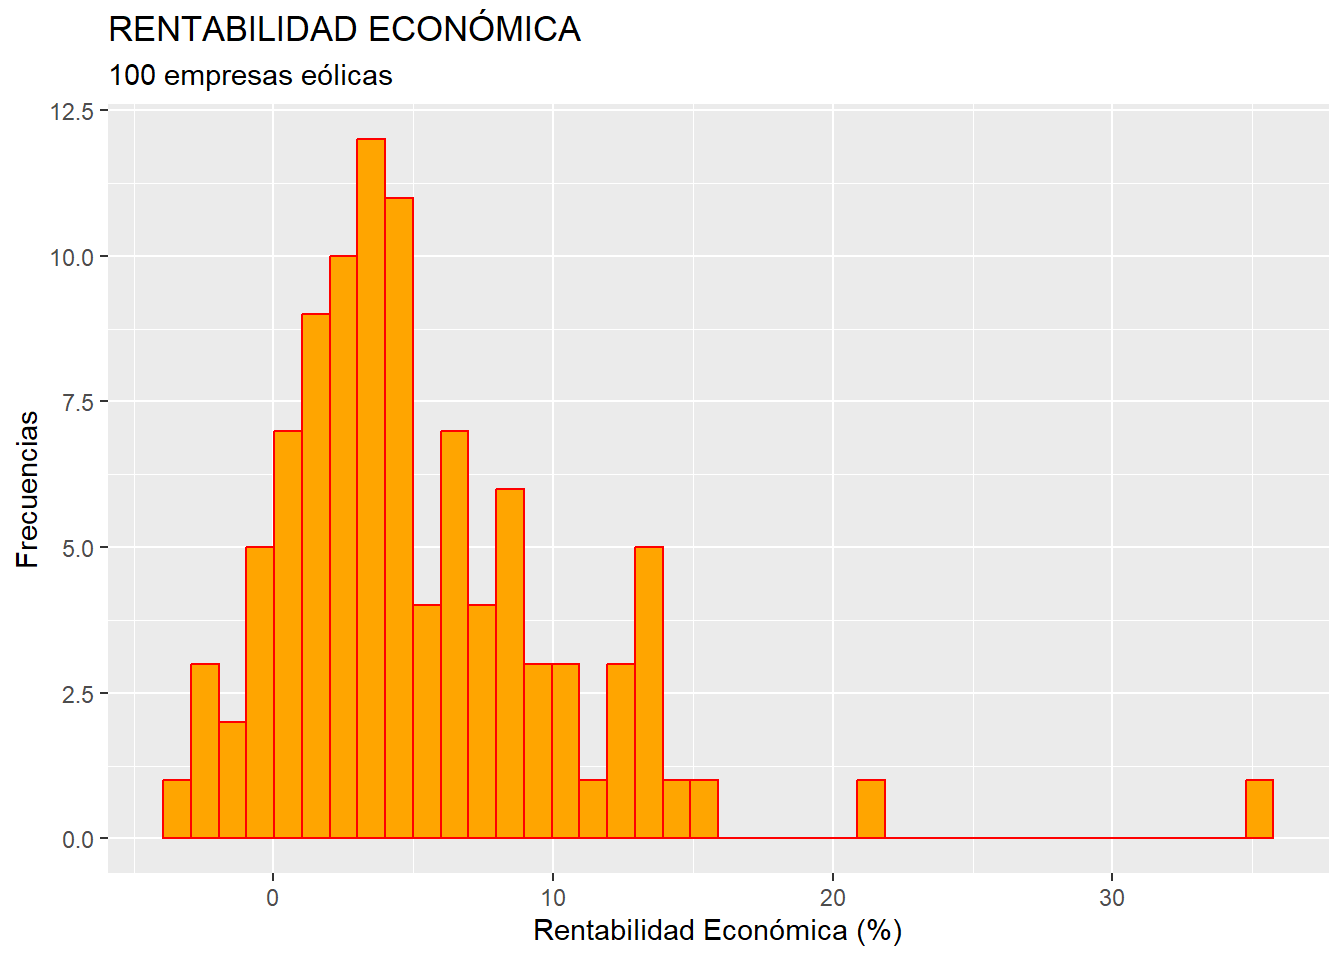 RENTABILIDAD ECONÓMICA
100 empresas eólicas
12.5
10.0
7.5
5.0
2.5
0.0
Frecuencias
0 10 20 30
Rentabilidad Económica (%)